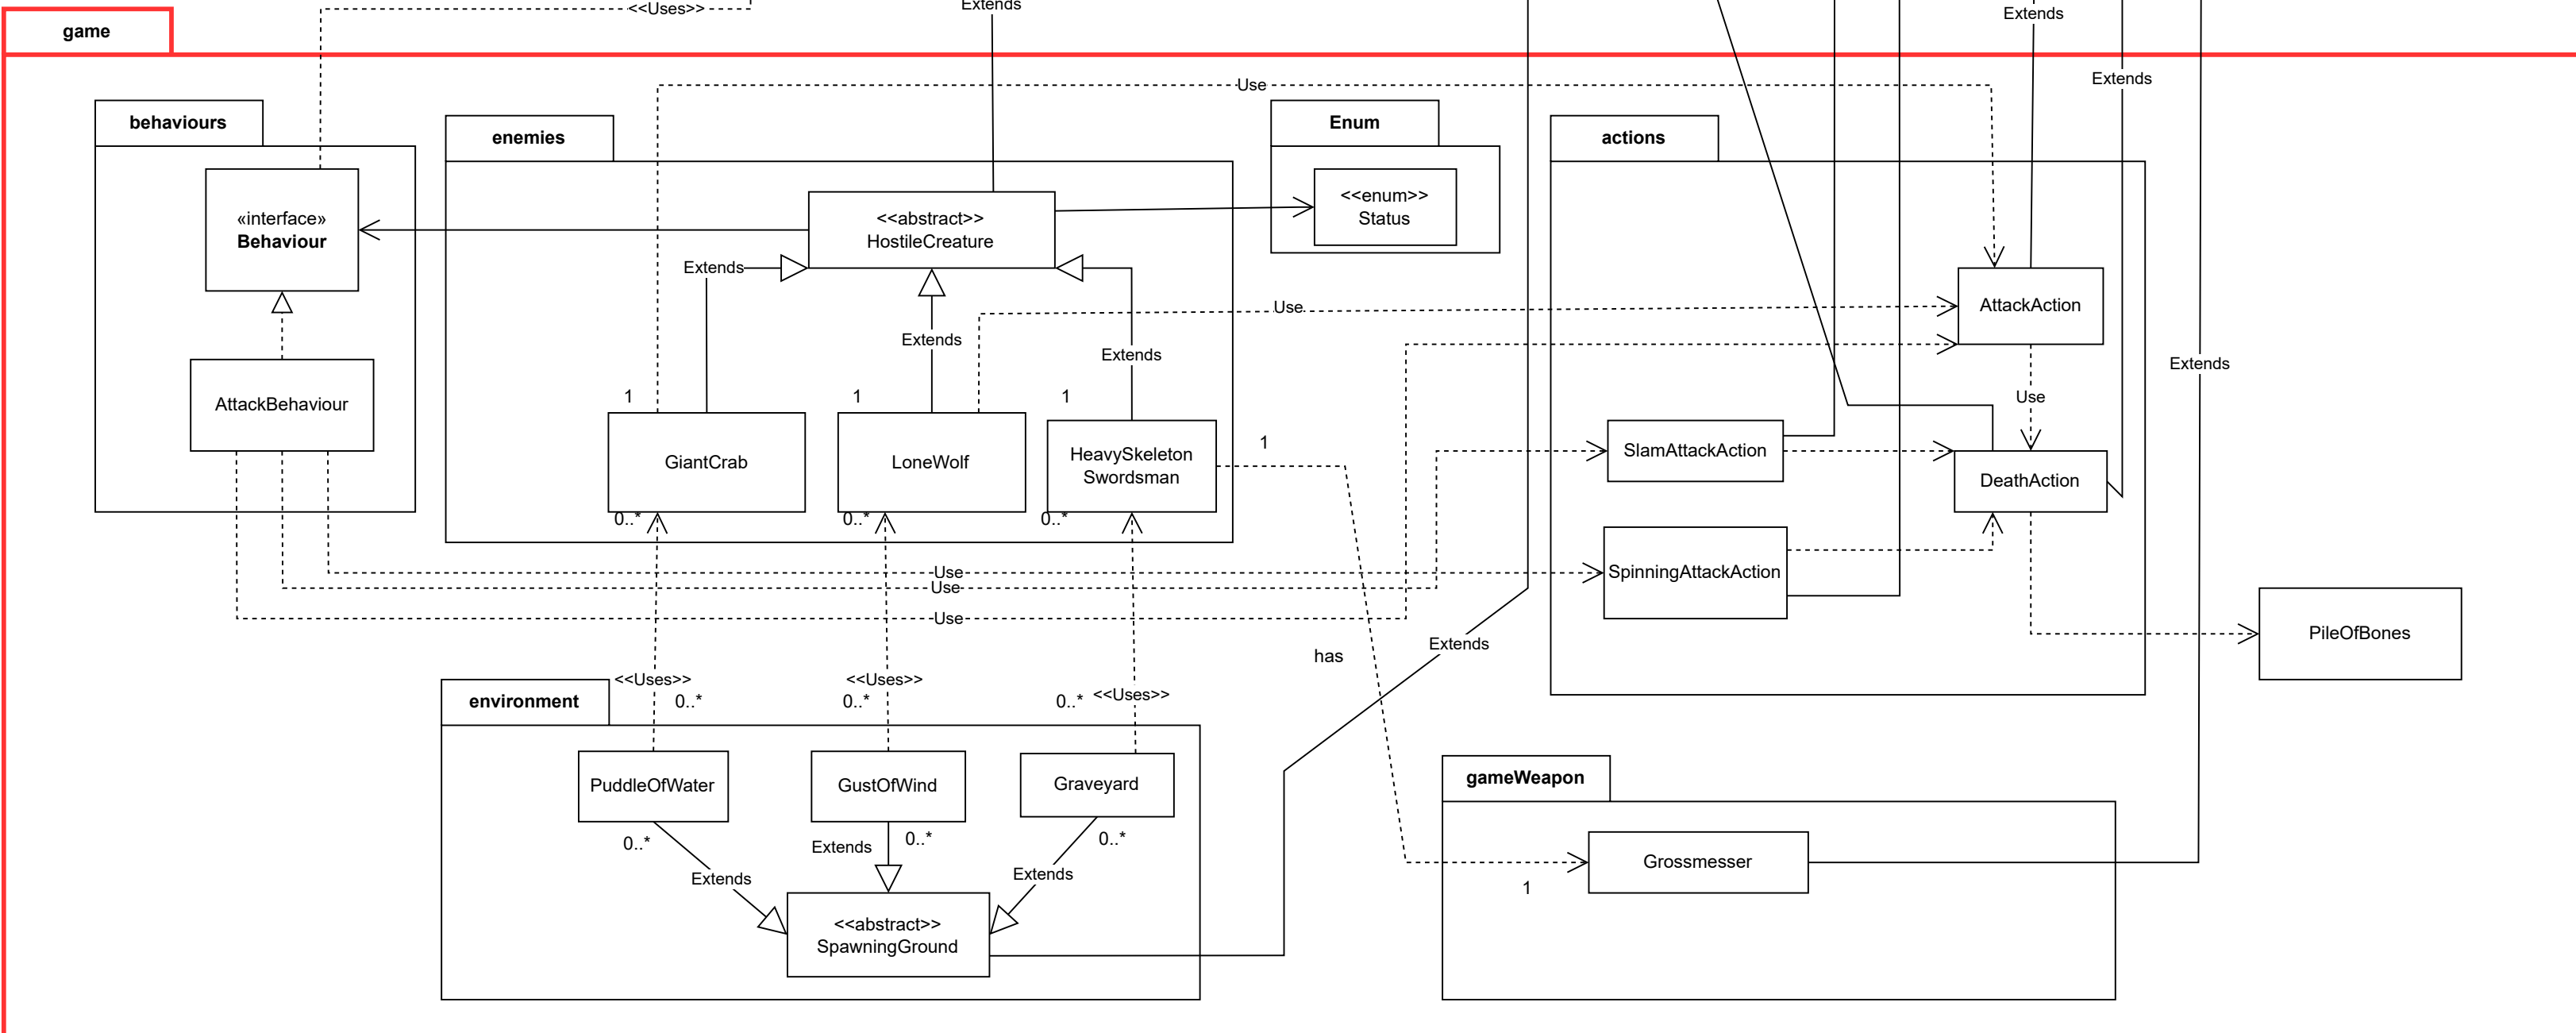 <<Uses>>
Extends
Extends
game
Extends
Use
behaviours
enemies
Enum
actions
«interface»
Behaviour
<<abstract>>
HostileCreature
<<enum>>
Status
Extends
Use
AttackAction
Extends
Extends
Extends
Use
1
1
1
AttackBehaviour
GiantCrab
LoneWolf
HeavySkeleton
Swordsman
1
SlamAttackAction
DeathAction
0..*
0..*
0..*
Use
Use
Use
SpinningAttackAction
PileOfBones
Extends
has
<<Uses>>
<<Uses>>
<<Uses>>
0..*
0..*
0..*
environment
PuddleOfWater
GustOfWind
Graveyard
gameWeapon
0..*
Extends
0..*
0..*
Extends
Extends
Grossmesser
1
<<abstract>>
SpawningGround